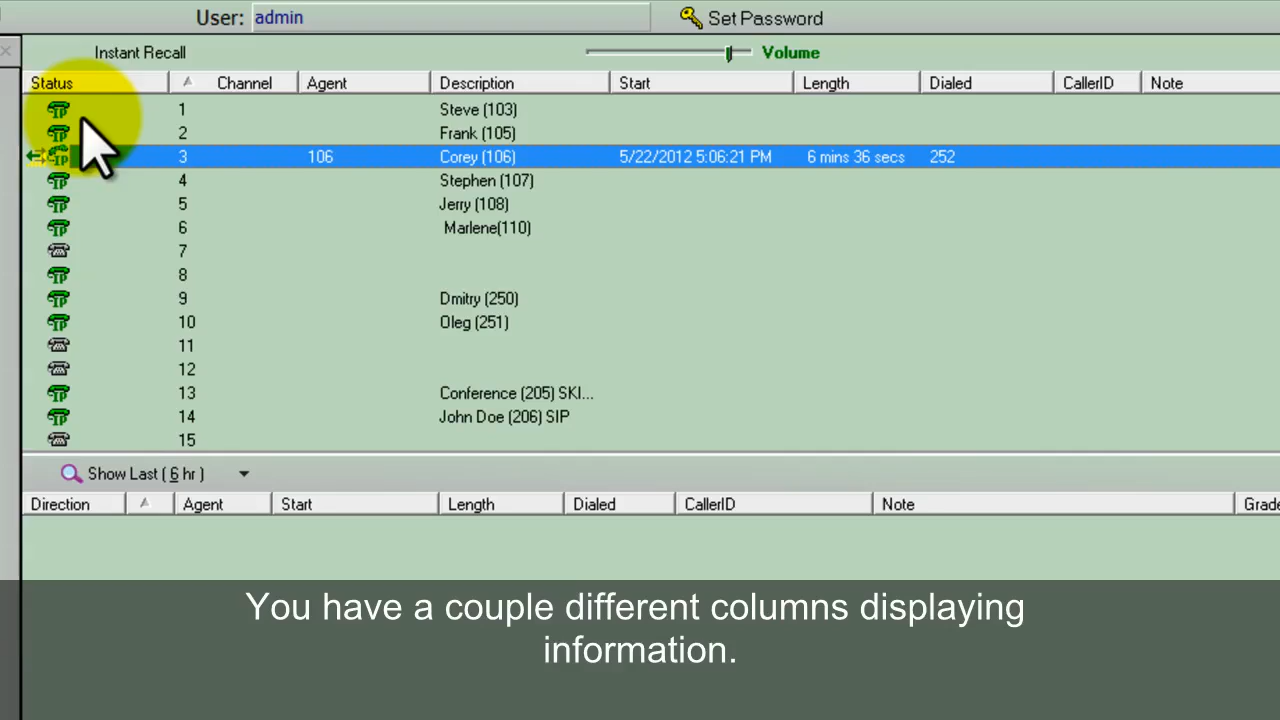 User: admin Set Password
Instant Recall Volume
Status Channel Agent Description Start Length Dialed CallerID Note
1 Steve (103)
2 Frank (105)
3 106 Corey (106) 5/22/2012 5:06:21 PM 6 mins 36 secs 252
4 Stephen (107)
5 Jerry (108)
6 Marlene(110)
7
8
9 Dmitry (250)
10 Oleg (251)
11
12
13 Conference (205) SKI...
14 John Doe (206) SIP
15
Show Last ( 6 hr )
Direction Agent Start Length Dialed CallerID Note Grade
You have a couple different columns displaying
information.